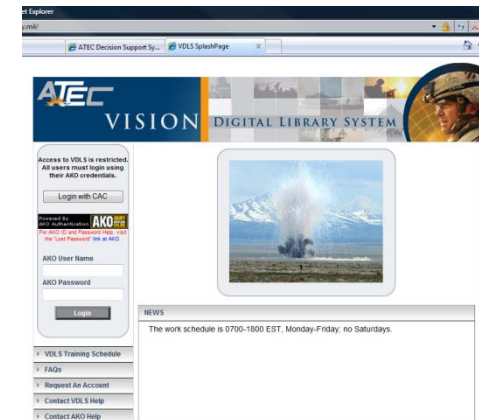 et Explorer
y.mil/
ATEC Decision Support Sy...
VDLS SplashPage
X
ATEC
VISION DIGITAL LIBRARY SYSTEM
Access to VDLS is restricted.
All users must login using
their AKO credentials.
Login with CAC
Powered By
AKO Authentication
AKO
For AKO ID and Password Help, visit
the "Lost Password" link at AKO.
AKO User Name
AKO Password
Login
NEWS
The work schedule is 0700-1800 EST, Monday-Friday; no Saturdays.
VDLS Training Schedule
FAQs
Request An Account
Contact VDLS Help
Contact AKO Help